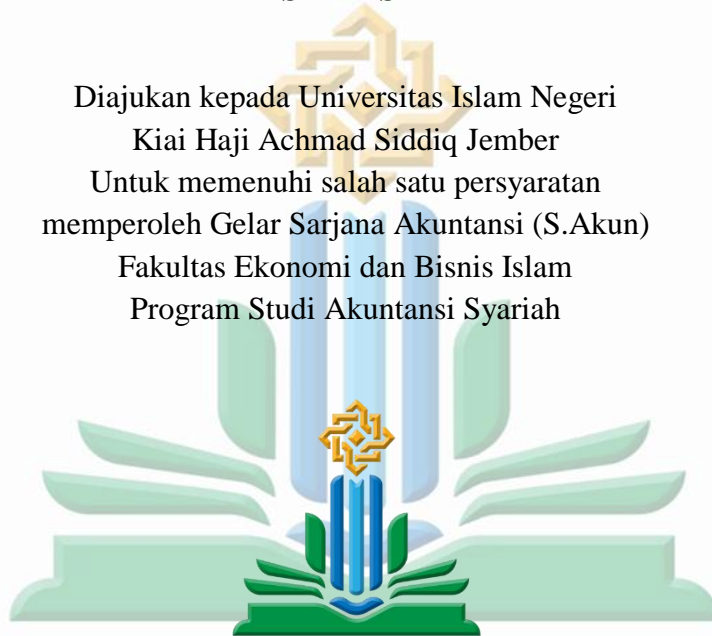 Diajukan kepada Universitas Islam Negeri
Kiai Haji Achmad Siddiq Jember
Untuk memenuhi salah satu persyaratan
memperoleh Gelar Sarjana Akuntansi (S.Akun)
Fakultas Ekonomi dan Bisnis Islam
Program Studi Akuntansi Syariah